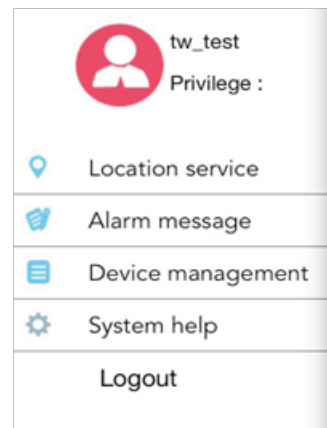 tw_test
Privilege :
Location service
Alarm message
Device management
System help
Logout